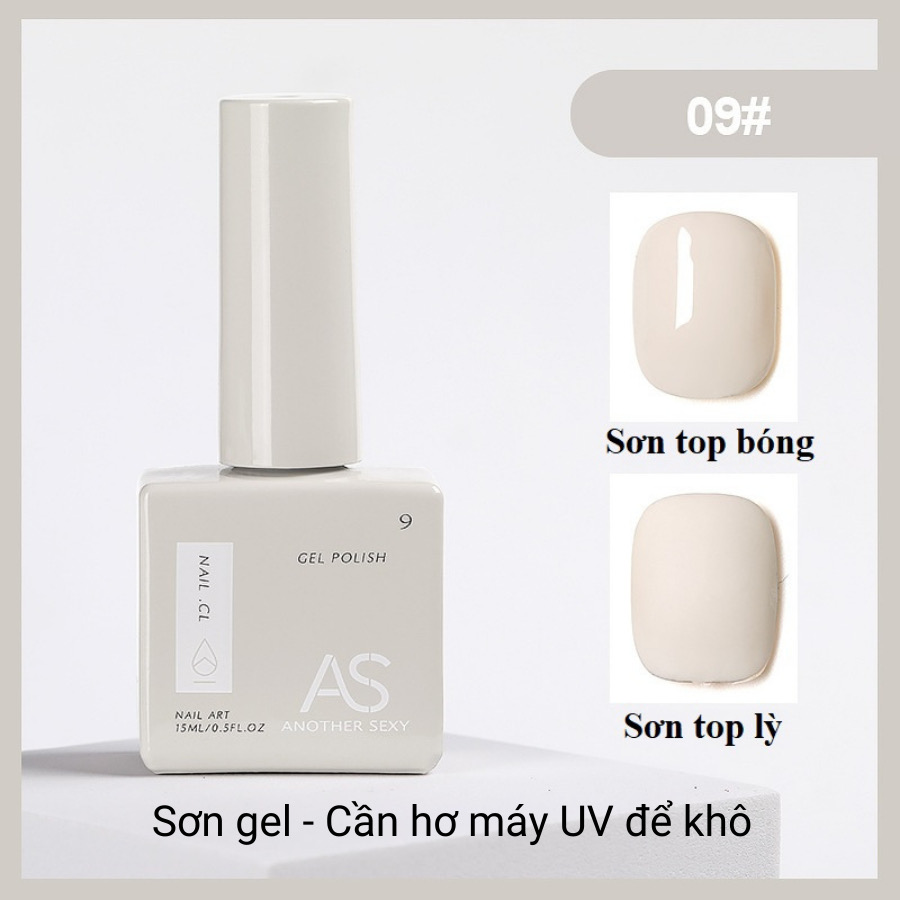 09#
Sơn top bóng
Sơn top lỳ
9
GEL POLISH
NAIL .CL
AS
ANOTHER SEXY
NAIL ART
15ML/0.5FL.OZ
Sơn gel - Cần hơ máy UV để khô